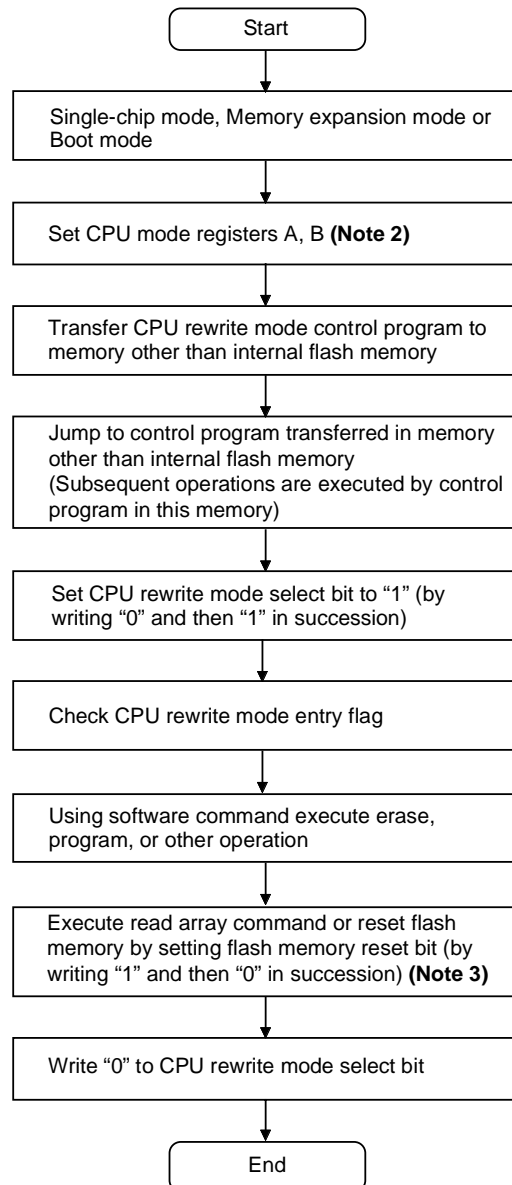 Start
Single-chip mode, Memory expansion mode or
Boot mode
Set CPU mode registers A, B (Note 2)
Transfer CPU rewrite mode control program to
memory other than internal flash memory
Jump to control program transferred in memory
other than internal flash memory
(Subsequent operations are executed by control
program in this memory)
Set CPU rewrite mode select bit to “1” (by
writing “0” and then “1” in succession)
Check CPU rewrite mode entry flag
Using software command execute erase,
program, or other operation
Execute read array command or reset flash
memory by setting flash memory reset bit (by
writing “1” and then “0” in succession) (Note 3)
Write “0” to CPU rewrite mode select bit
End